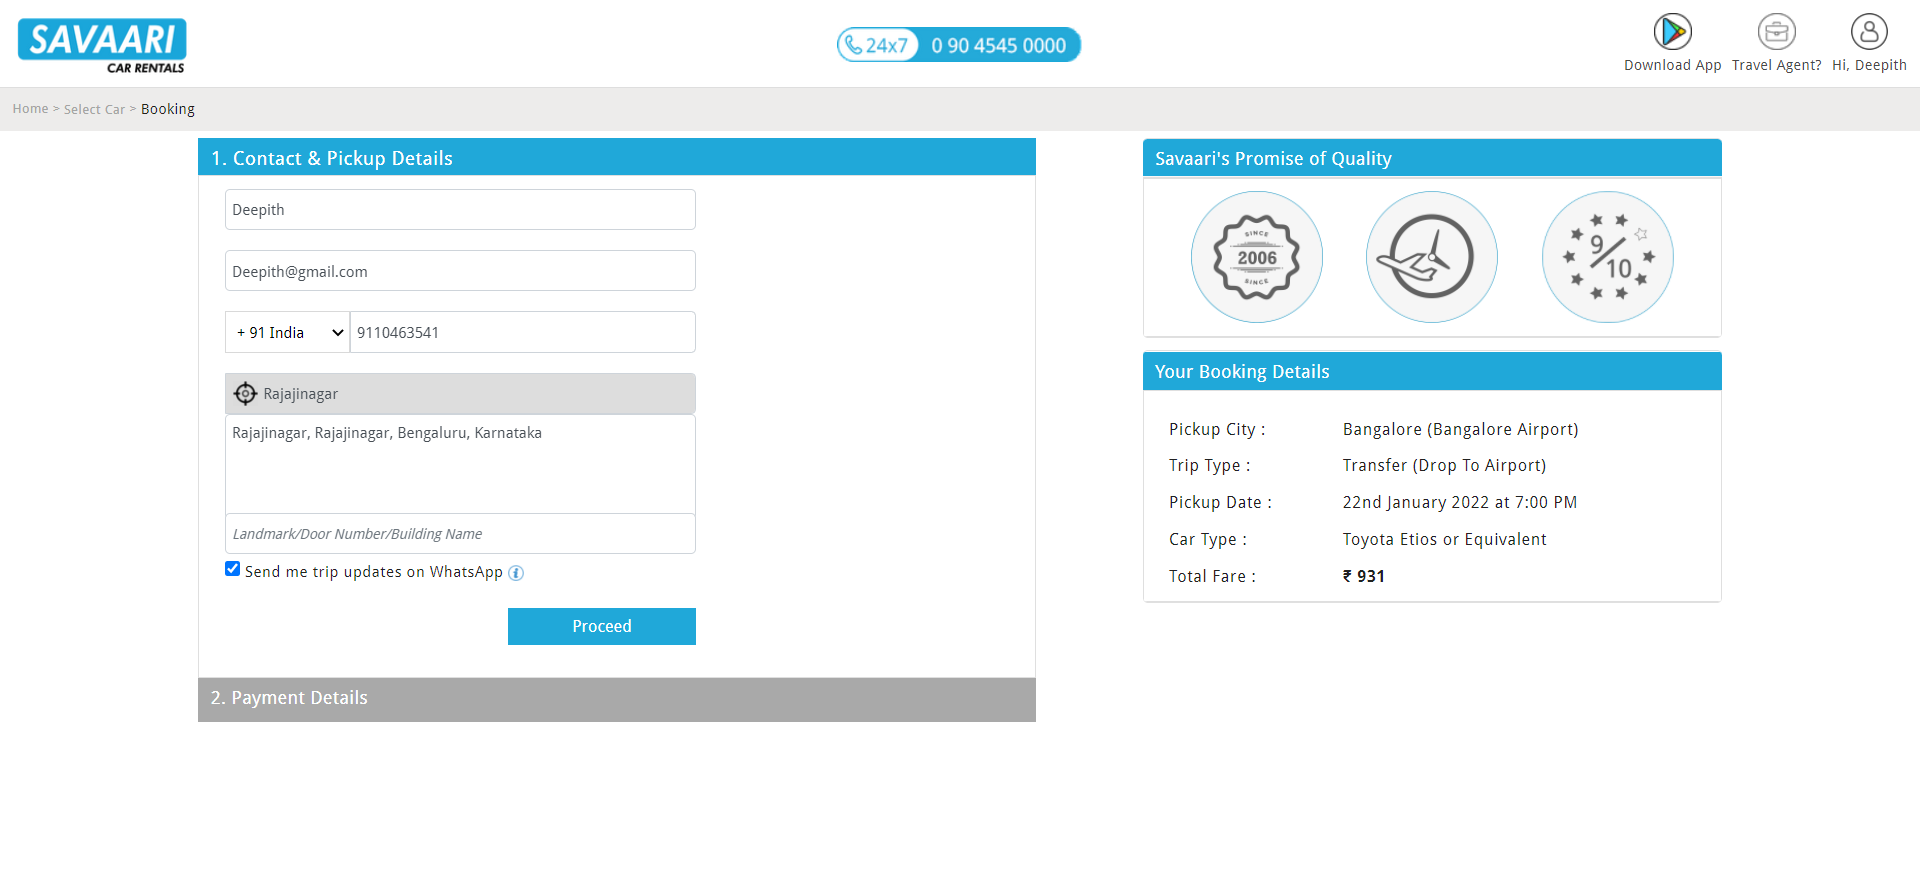 SAVAARI
CAR RENTALS
24x7 0 90 4545 0000
Download App
Travel Agent?
Hi, Deepith
Home > Select Car > Booking
1. Contact & Pickup Details
Deepith
Deepith@gmail.com
+ 91 India 9110463541
Rajajinagar
Rajajinagar, Rajajinagar, Bengaluru, Karnataka
Landmark/Door Number/Building Name
Send me trip updates on WhatsApp i
Proceed
2. Payment Details
Savaari's Promise of Quality
SINCE
2006
SINCE
9/10
Your Booking Details
Pickup City : Bangalore (Bangalore Airport)
Trip Type : Transfer (Drop To Airport)
Pickup Date : 22nd January 2022 at 7:00 PM
Car Type : Toyota Etios or Equivalent
Total Fare : ₹ 931